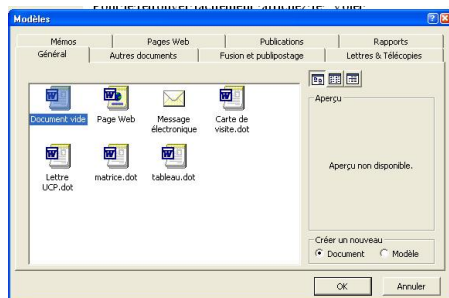 Modèles
Mémos
Pages Web
Publications
Rapports
Général
Autres documents
Fusion et publipostage
Lettres & Télécopies
Document vide
Page Web
Message
électronique
Carte de
visite.dot
Lettre
UCP.dot
matrice.dot
tableau.dot
Aperçu
Aperçu non disponible.
Créer un nouveau
Document
Modèle
OK
Annuler